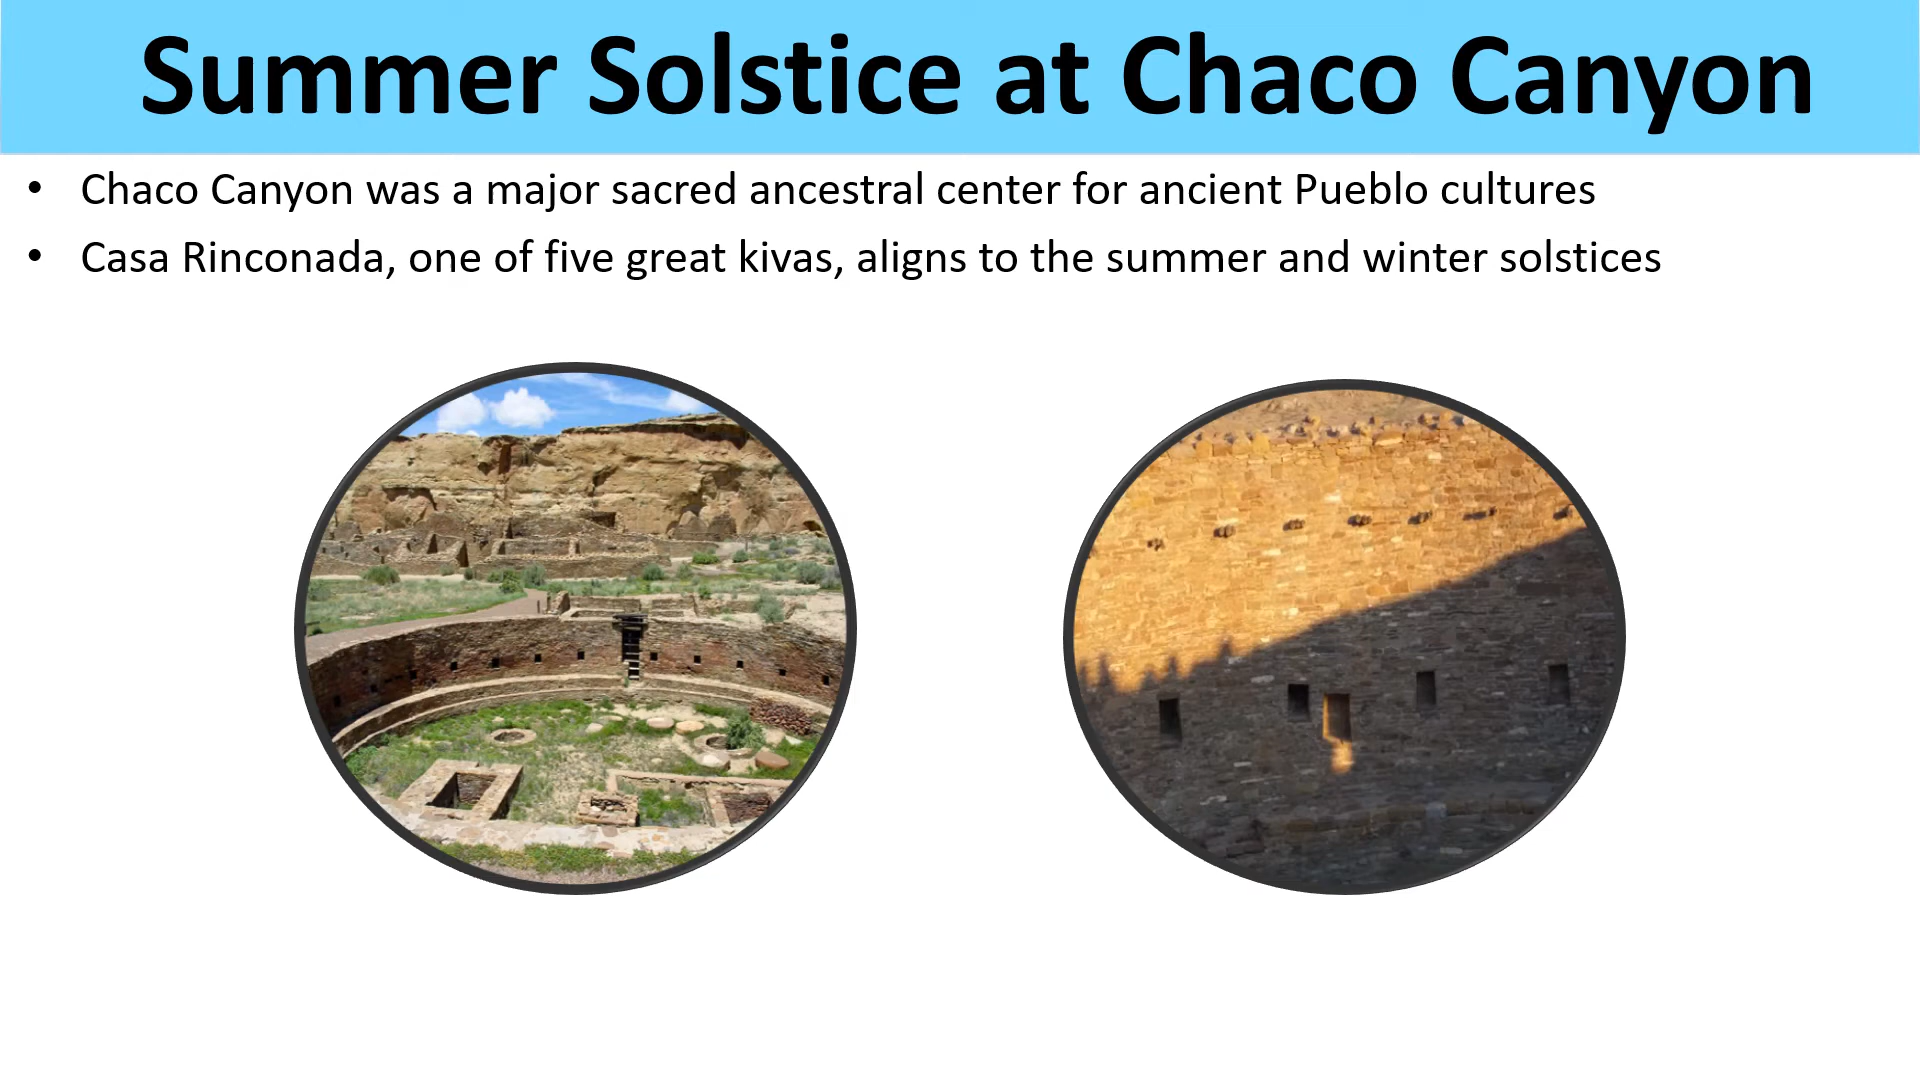 Summer Solstice at Chaco Canyon
• Chaco Canyon was a major sacred ancestral center for ancient Pueblo cultures
• Casa Rinconada, one of five great kivas, aligns to the summer and winter solstices